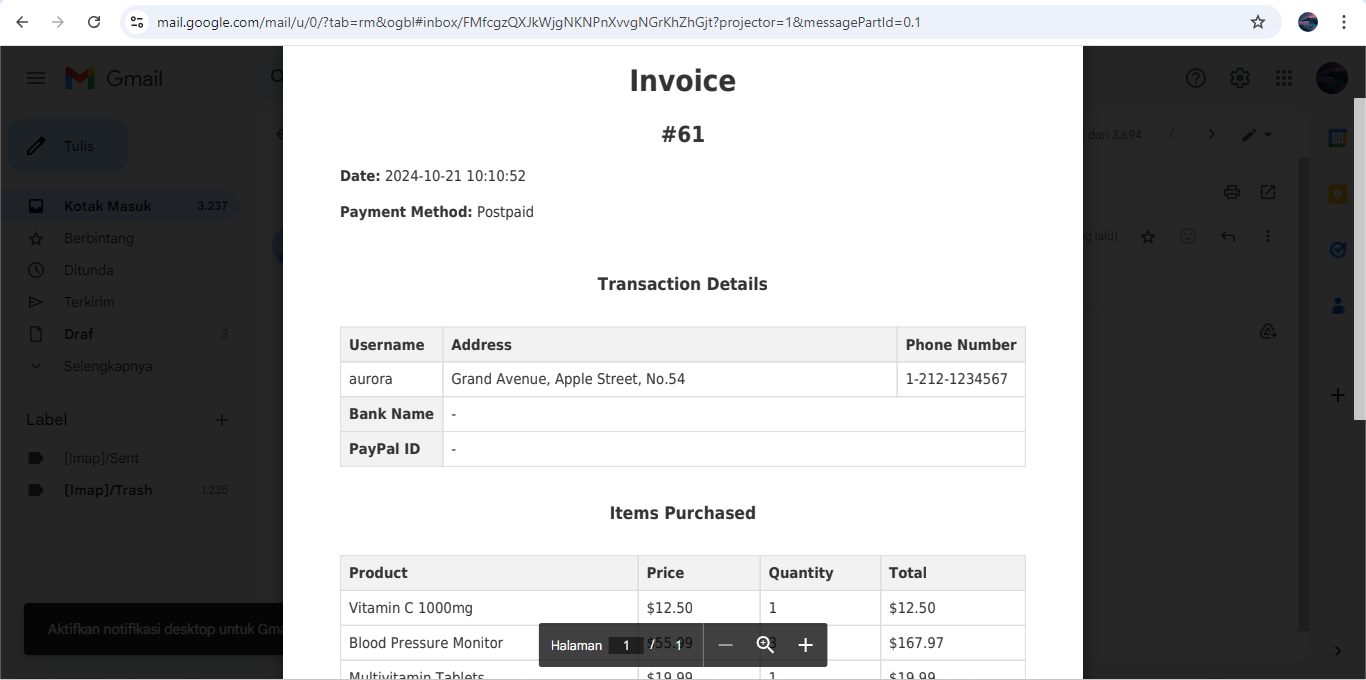 mail.google.com/mail/u/0/?tab=rm&ogbl#inbox/FMfcgzQXJkWjgNKNPnXvvgNGrKhZhGjt?projector=1&messagePartId=0.1
Gmail
Tulis
Kotak Masuk 3.237
Berbintang
Ditunda
Terkirim
Draf 3
Selengkapnya
Label
[Imap]/Sent
[Imap]/Trash 1.235
Aktifkan notifikasi desktop untuk
dari 3.694
lalu)
Invoice
#61
Date: 2024-10-21 10:10:52
Payment Method: Postpaid
Transaction Details
Username Address Phone Number
aurora Grand Avenue, Apple Street, No.54 1-212-1234567
Bank Name -
PayPal ID -
Items Purchased
Product Price Quantity Total
Vitamin C 1000mg $12.50 1 $12.50
Blood Pressure Monitor $167.97
Multivitamin Tablets $19.99 1 $19.99
Halaman 1 / 1